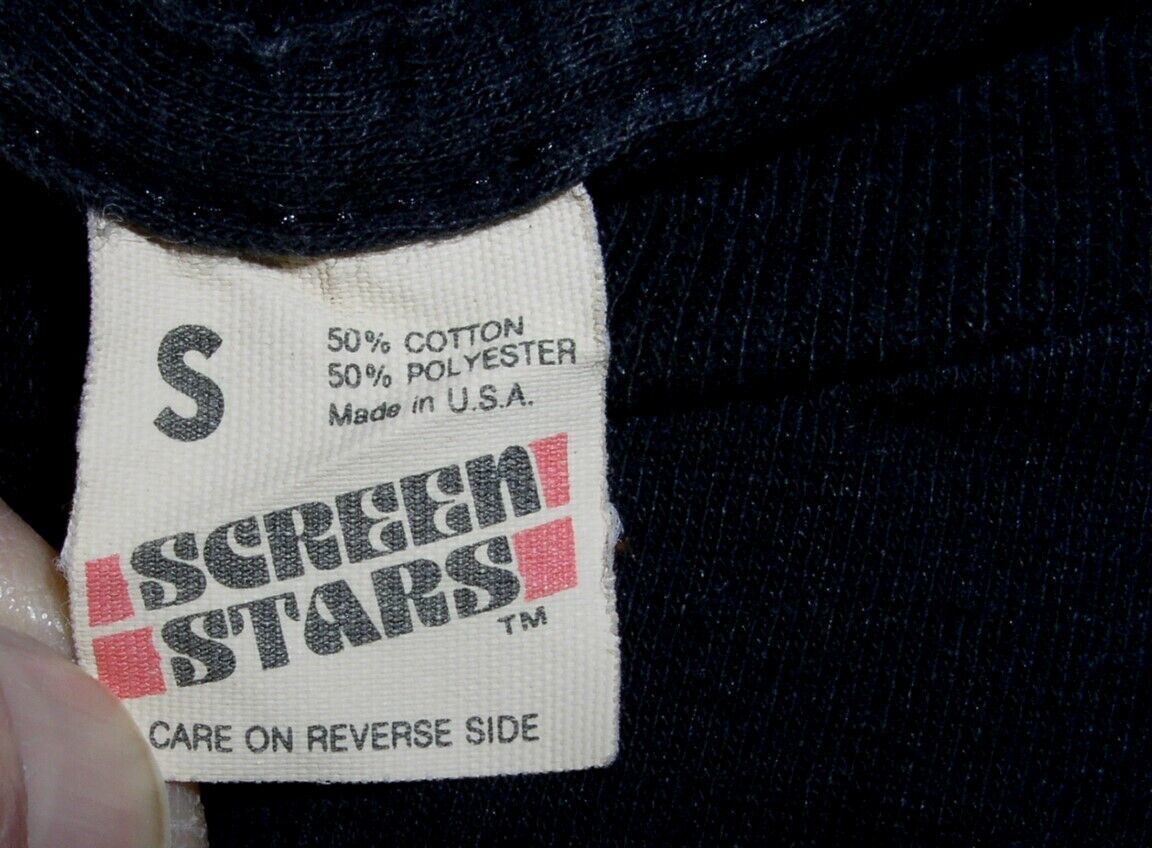 S
50% COTTON
50% POLYESTER
Made in U.S.A.
SCREEN
STARS
TM
CARE ON REVERSE SIDE